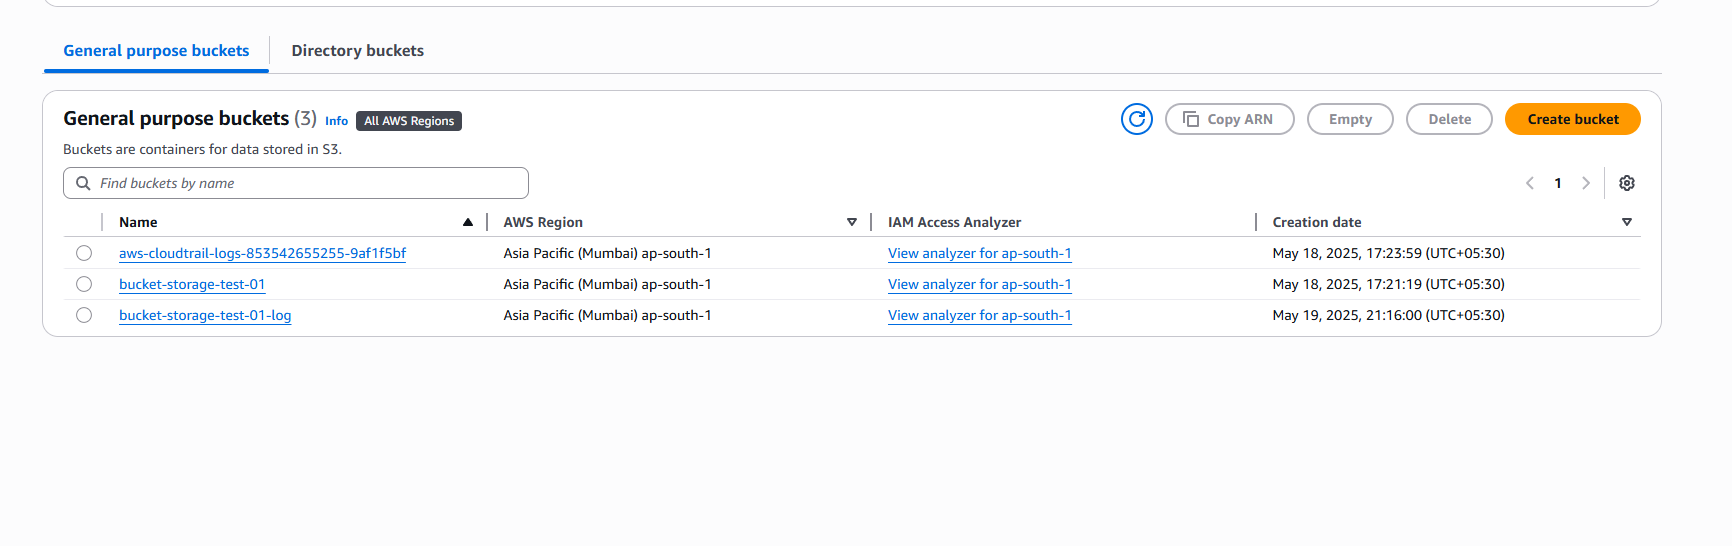 General purpose buckets Directory buckets
General purpose buckets (3) Info All AWS Regions Copy ARN Empty Delete Create bucket
Buckets are containers for data stored in S3.
Find buckets by name 1
Name AWS Region IAM Access Analyzer Creation date
aws-cloudtrail-logs-853542655255-9af1f5bf Asia Pacific (Mumbai) ap-south-1 View analyzer for ap-south-1 May 18, 2025, 17:23:59 (UTC+05:30)
bucket-storage-test-01 Asia Pacific (Mumbai) ap-south-1 View analyzer for ap-south-1 May 18, 2025, 17:21:19 (UTC+05:30)
bucket-storage-test-01-log Asia Pacific (Mumbai) ap-south-1 View analyzer for ap-south-1 May 19, 2025, 21:16:00 (UTC+05:30)